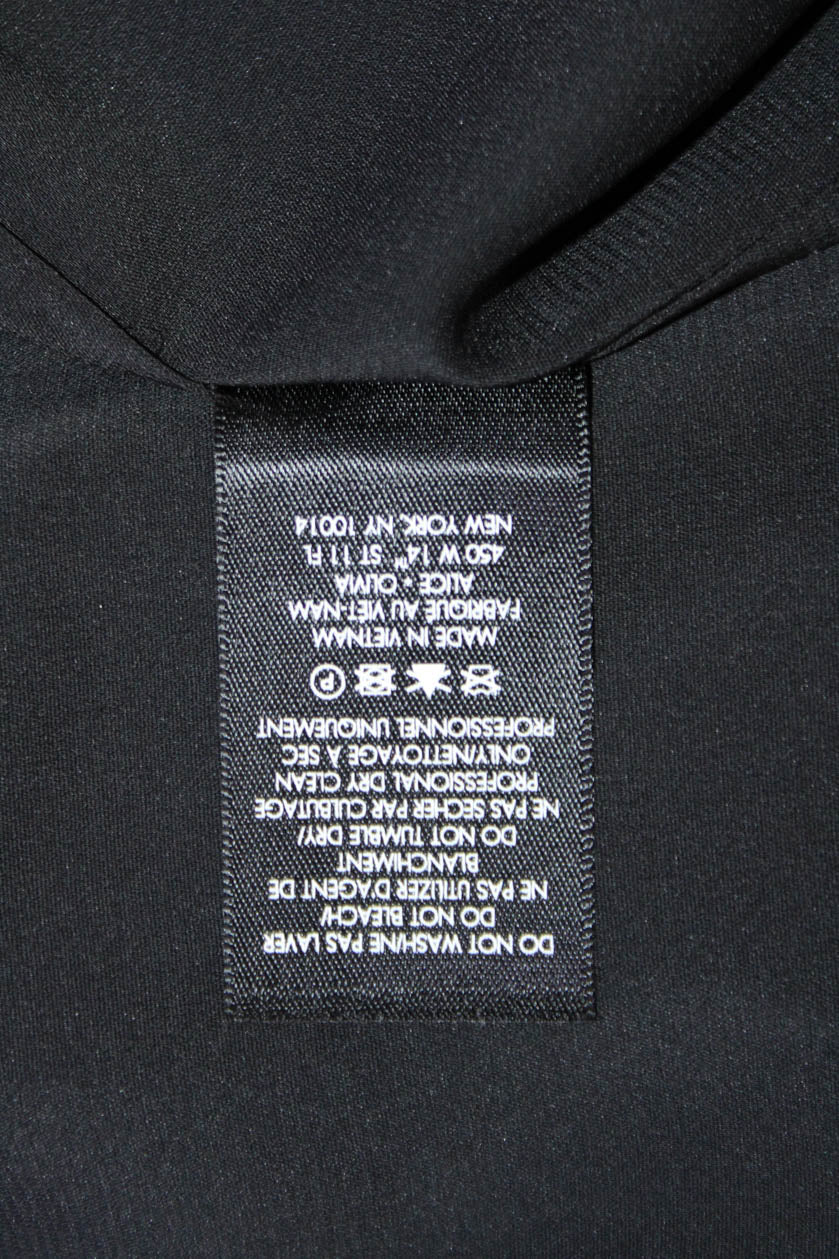 DO NOT WASH/NE PAS LAVER
DO NOT BLEACH/
NE PAS UTILIZER D'AGENT DE
BLANCHIMENT
DO NOT TUMBLE DRY/
NE PAS SECHER PAR CULBUTAGE
PROFESSIONAL DRY CLEAN
ONLY/NETTOYAGE À SEC
PROFESSIONNEL UNIQUEMENT
P
MADE IN VIETNAM
FABRIQUÉ AU VIET-NAM
ALICE + OLIVIA
450 W 14TH ST 11 FL
NEW YORK, NY 10014